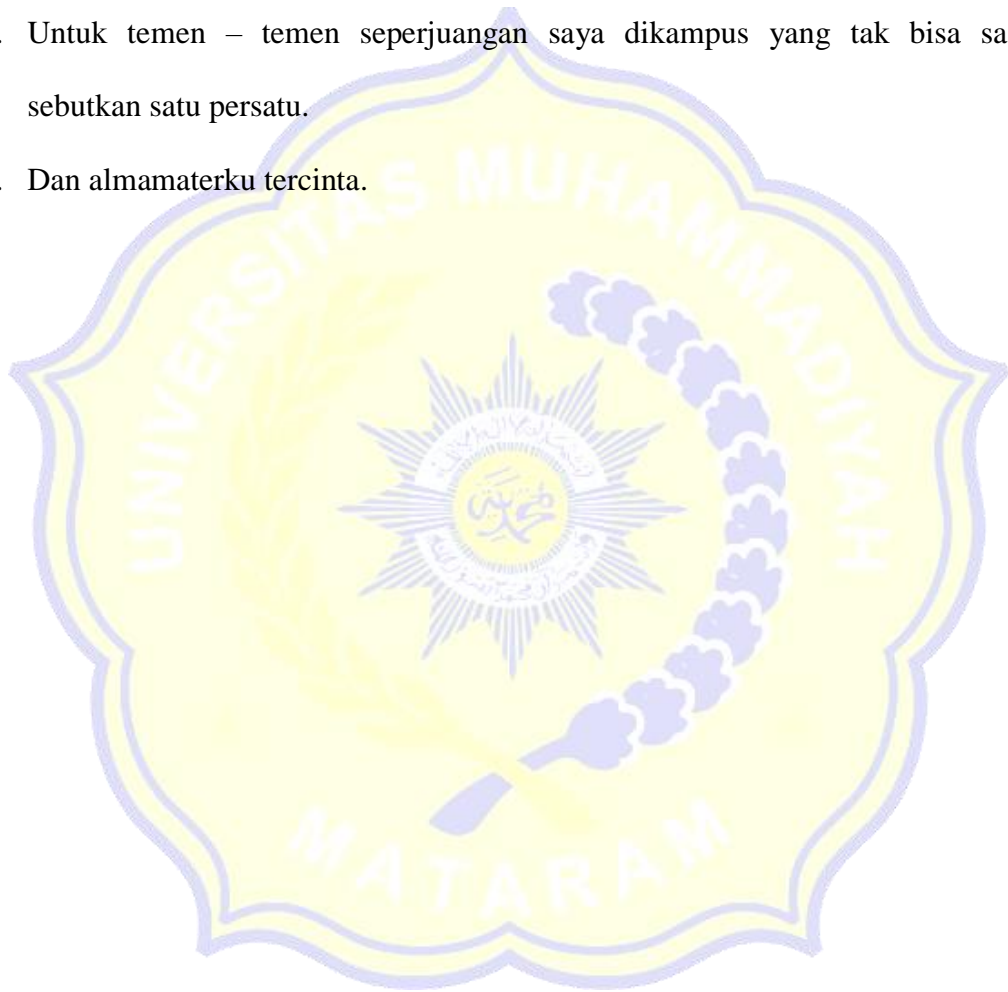 . Untuk temen – temen seperjuangan saya dikampus yang tak bisa sa
sebutkan satu persatu.
. Dan almamaterku tercinta.
UNIVERSITAS MUHAMMADIYAH
MATARAM